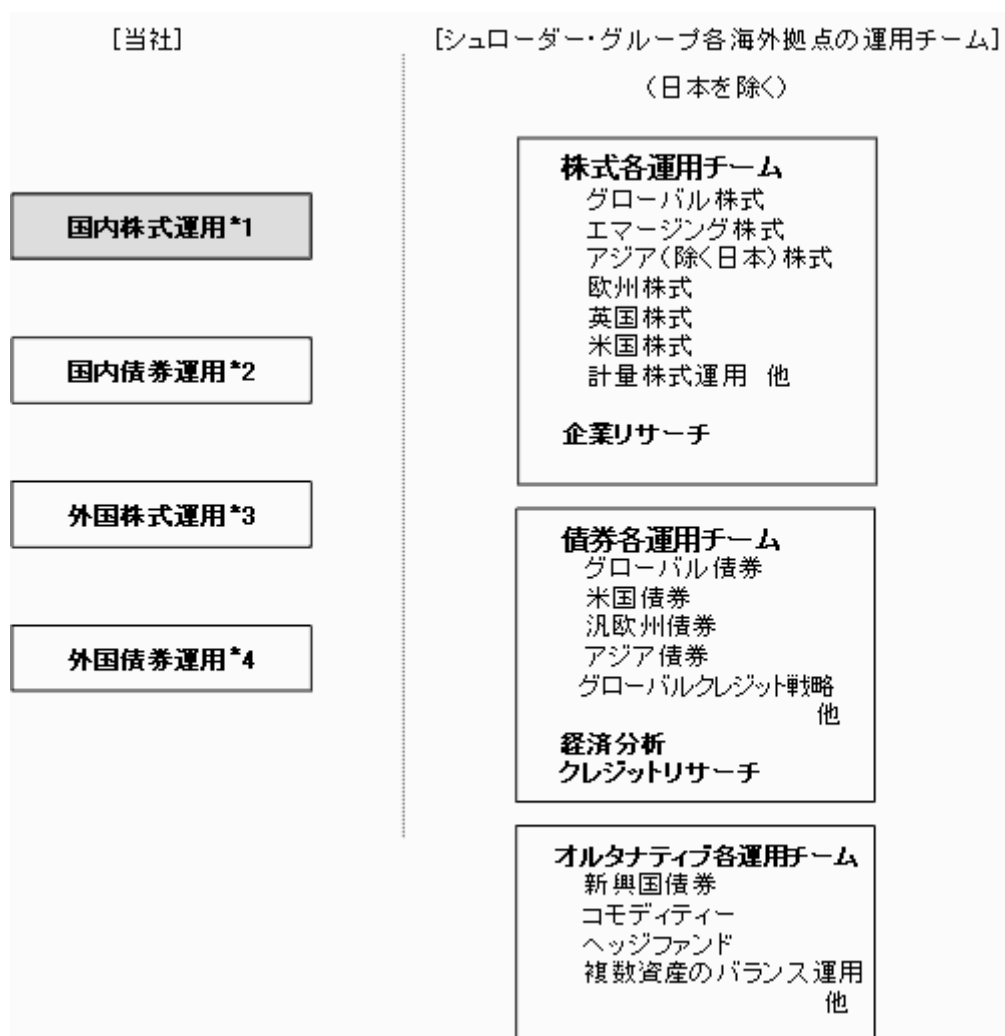 [当社]
[シュローダー・グループ各海外拠点の運用チーム]
（日本を除く）
国内株式運用*1
国内債券運用*2
外国株式運用*3
外国債券運用*4
株式各運用チーム
グローバル株式
エマージング株式
アジア（除く日本）株式
欧州株式
英国株式
米国株式
計量株式運用 他
企業リサーチ
債券各運用チーム
グローバル債券
米国債券
汎欧州債券
アジア債券
グローバルクレジット戦略
他
経済分析
クレジットリサーチ
オルタナティブ各運用チーム
新興国債券
コモディティー
ヘッジファンド
複数資産のバランス運用
他